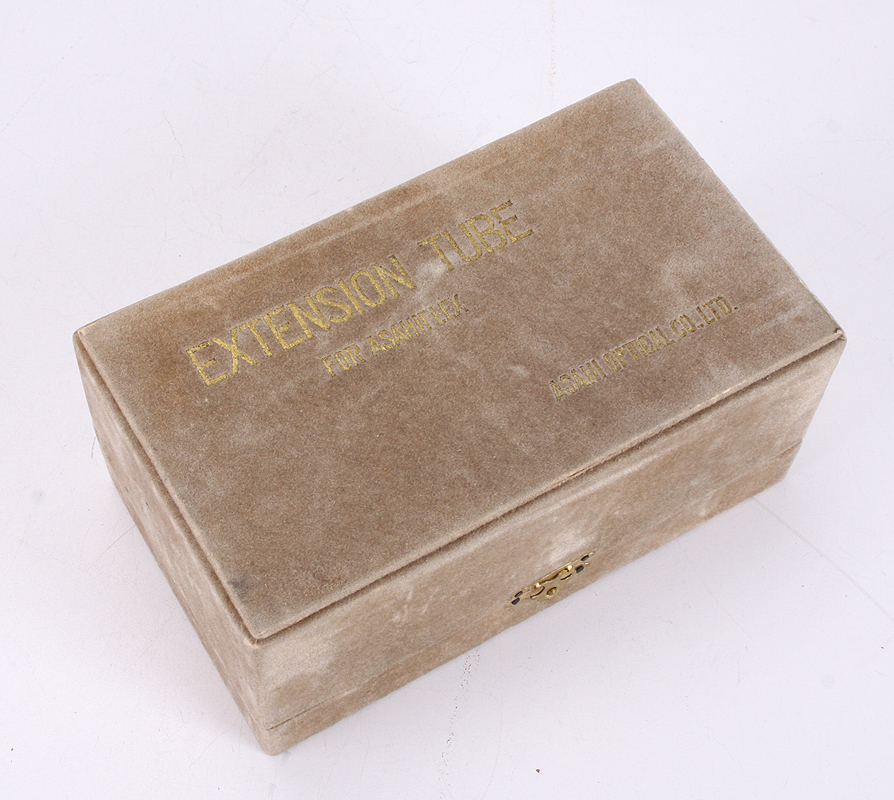 EXTENSION TUBE
FOR ASAHIFLEX
ASAHI OPTICAL CO., LTD.